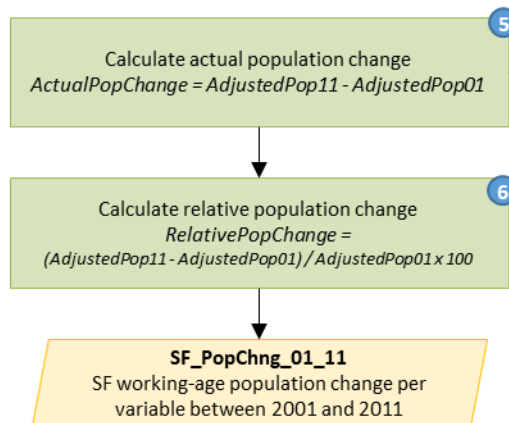 5
Calculate actual population change
ActualPopChange = AdjustedPop11 - AdjustedPop01
6
Calculate relative population change
RelativePopChange =
(AdjustedPop11 - AdjustedPop01) / AdjustedPop01 x 100
SF_PopChng_01_11
SF working-age population change per
variable between 2001 and 2011